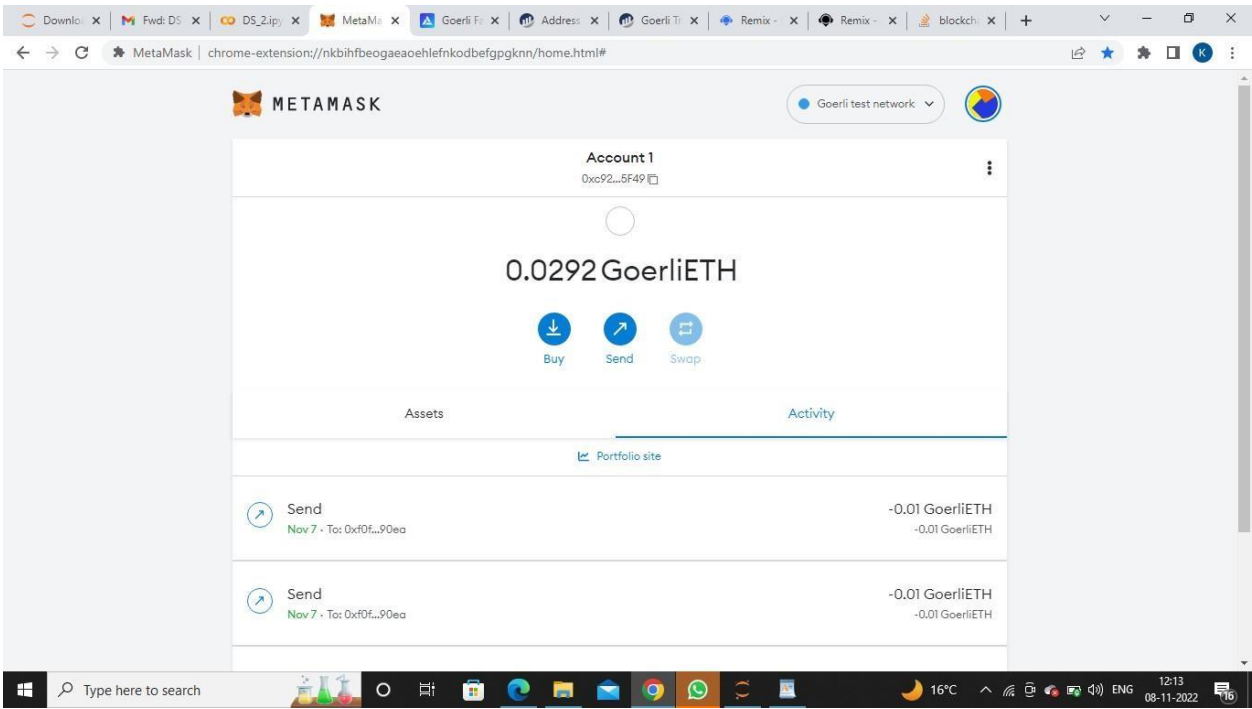 Downloa
Fwd: DS
DS_2.ipy
MetaMa
Goerli Fa
Address
Goerli Tr
Remix -
Remix -
blockch
MetaMask | chrome-extension://nkbihfbeogaeaoehlefnkodbefgpgknn/home.html#
K
METAMASK
Goerli test network
Account 1
0xc92...5F49
0.0292 GoerliETH
Buy Send Swap
Assets Activity
Portfolio site
Send -0.01 GoerliETH
Nov 7 · To: 0xf0f...90ea -0.01 GoerliETH
Send -0.01 GoerliETH
Nov 7 · To: 0xf0f...90ea -0.01 GoerliETH
Type here to search
16°C
ENG
12:13
08-11-2022
16